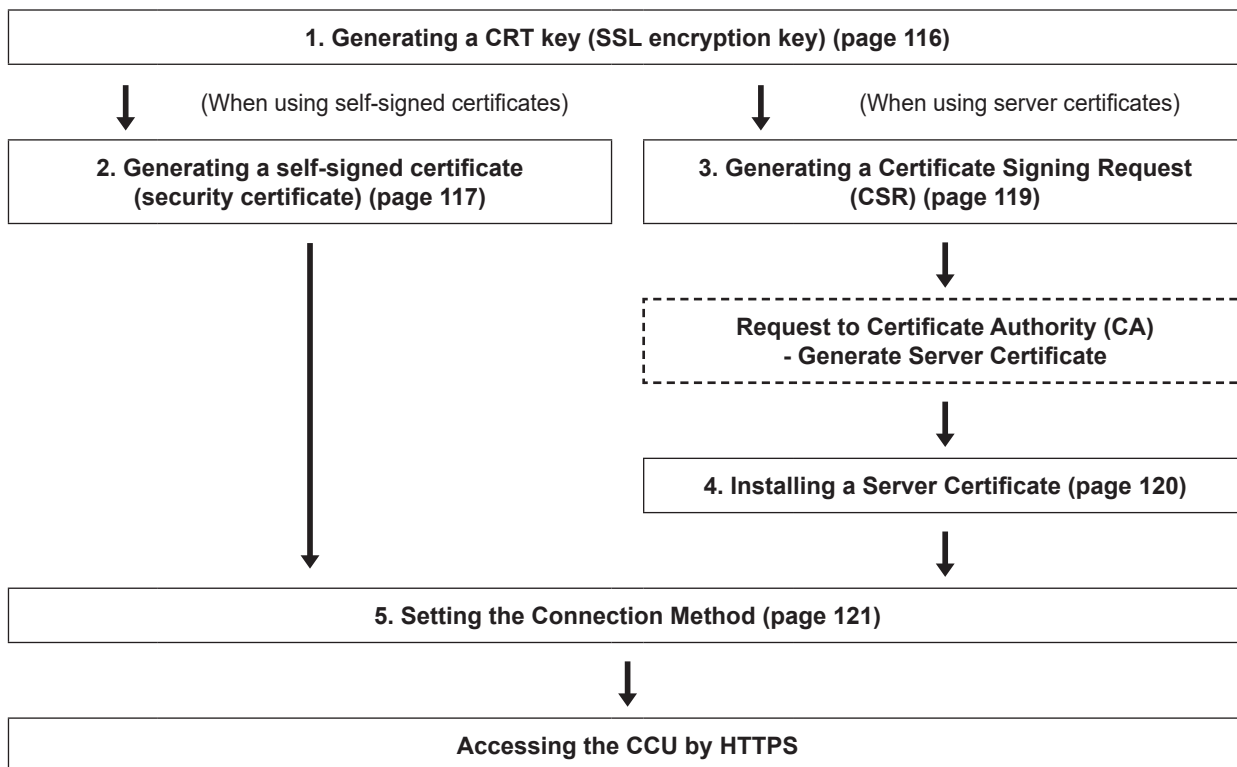 1. Generating a CRT key (SSL encryption key) (page 116)
(When using self-signed certificates)
(When using server certificates)
2. Generating a self-signed certificate
(security certificate) (page 117)
3. Generating a Certificate Signing Request
(CSR) (page 119)
Request to Certificate Authority (CA)
- Generate Server Certificate
4. Installing a Server Certificate (page 120)
5. Setting the Connection Method (page 121)
Accessing the CCU by HTTPS